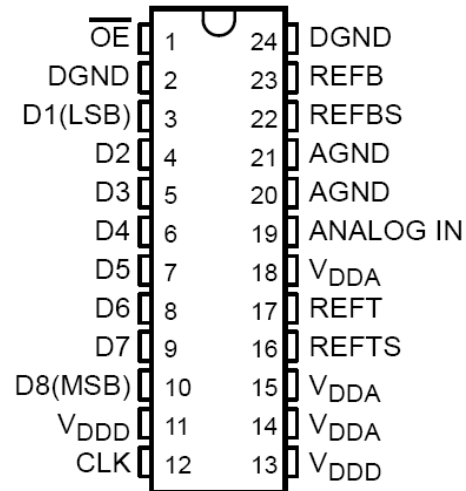 OE 1 24 DGND
DGND 2 23 REFB
D1(LSB) 3 22 REFBS
D2 4 21 AGND
D3 5 20 AGND
D4 6 19 ANALOG IN
D5 7 18 VDDA
D6 8 17 REFT
D7 9 16 REFTS
D8(MSB) 10 15 VDDA
VDDD 11 14 VDDA
CLK 12 13 VDDD